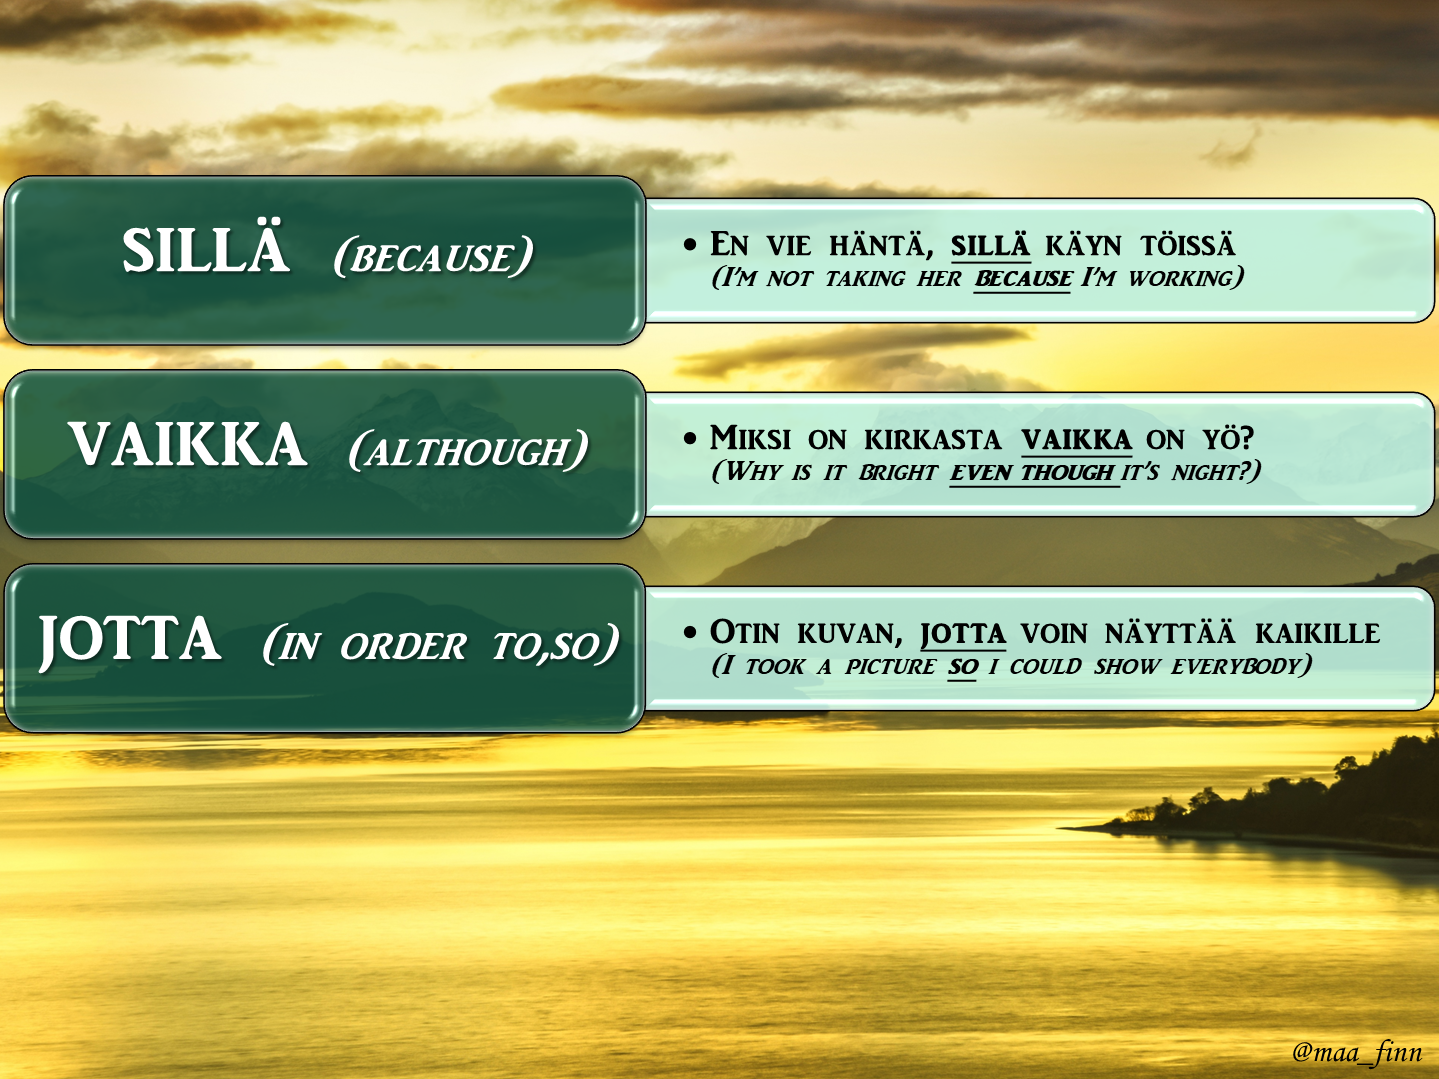 SILLÄ (BECAUSE)
• EN VIE HÄNTÄ, SILLÄ KÄYN TÖISSÄ
(I'M NOT TAKING HER BECAUSE I'M WORKING)
VAIKKA (ALTHOUGH)
• MIKSI ON KIRKASTA VAIKKA ON YÖ?
(WHY IS IT BRIGHT EVEN THOUGH IT'S NIGHT?)
JOTTA (IN ORDER TO,SO)
• OTIN KUVAN, JOTTA VOIN NÄYTTÄÄ KAIKILLE
(I TOOK A PICTURE SO I COULD SHOW EVERYBODY)
@maa_finn